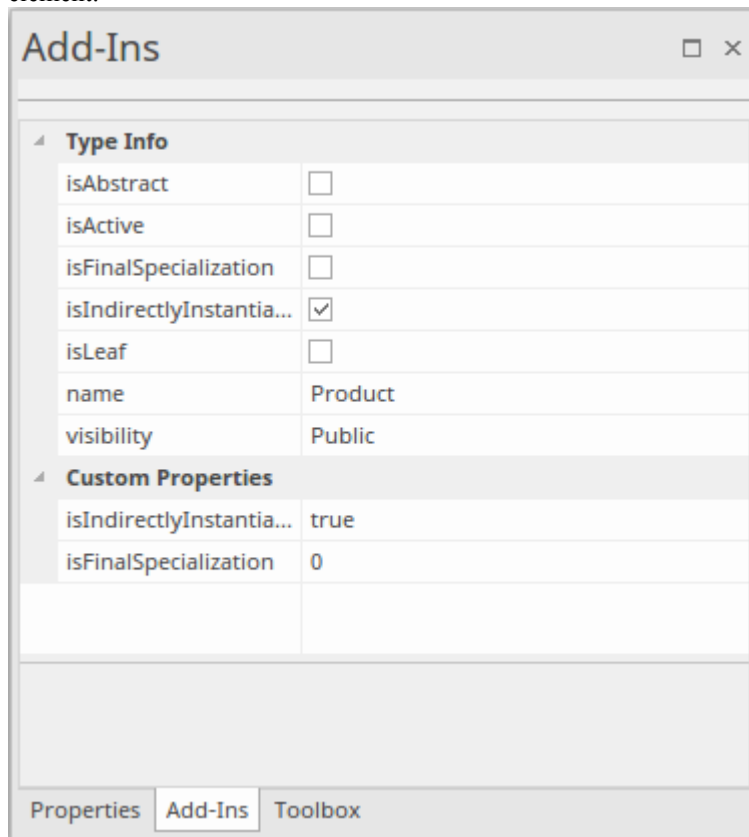 Add-Ins
Type Info
isAbstract
isActive
isFinalSpecialization
isIndirectlyInstantia...
isLeaf
name Product
visibility Public
Custom Properties
isIndirectlyInstantia... true
isFinalSpecialization 0
Properties Add-Ins Toolbox